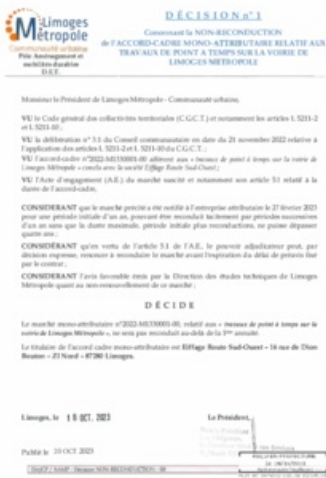 Limoges
Métropole
Communauté urbaine
Pôle Aménagement et
mobilités durables
D.E.T.
DÉCISION n°1
Concernant la NON-RECONDUCTION
de l'ACCORD-CADRE MONO-ATTRIBUTAIRE RELATIF AUX
TRAVAUX DE POINT A TEMPS SUR LA VOIRIE DE
LIMOGES METROPOLE
Monsieur le Président de Limoges Métropole - Communauté urbaine,
VU le Code général des collectivités territoriales (C.G.C.T.) et notamment les articles L 5211-2
et L 5211-10 ;
VU la délibération n° 5.1 du Conseil communautaire en date du 21 novembre 2022 relative à
l'application des articles L 5211-2 et L 5211-10 du C.G.C.T. ;
VU l'accord-cadre n°2022-M1330001-00 afférent aux « travaux de point à temps sur la voirie de
Limoges Métropole » conclu avec la société Eiffage Route Sud-Ouest ;
VU l'Acte d'engagement (A.E.) du marché susvisé et notamment son article 5.1 relatif à la
durée de l'accord-cadre.
CONSIDERANT que le marché précité a été notifié à l'entreprise attributaire le 27 février 2023
pour une période initiale d'un an, pouvant être reconduit tacitement par périodes successives
d'un an sans que la durée maximale, période initiale plus reconductions, ne puisse dépasser
quatre ans ;
CONSIDERANT qu'en vertu de l'article 5.1 de l'A.E., le pouvoir adjudicateur peut, par
décision expresse, renoncer à reconduire le marché avant l'expiration du délai de préavis fixé
par le contrat ;
CONSIDERANT l'avis favorable émis par la Direction des études techniques de Limoges
Métropole quant au non-renouvellement de ce marché ;
DÉCIDE
Le marché mono-attributaire n°2022-M1330001-00, relatif aux « travaux de point à temps sur la
voirie de Limoges Métropole », ne sera pas reconduit au-delà de la 1ère année.
Le titulaire de l'accord cadre mono-attributaire est Eiffage Route Sud-Ouest – 16 rue de Dion
Bouton – ZI Nord – 87280 Limoges.
Limoges, le 18 OCT. 2023
Le Président,
Publié le 20 OCT 2023